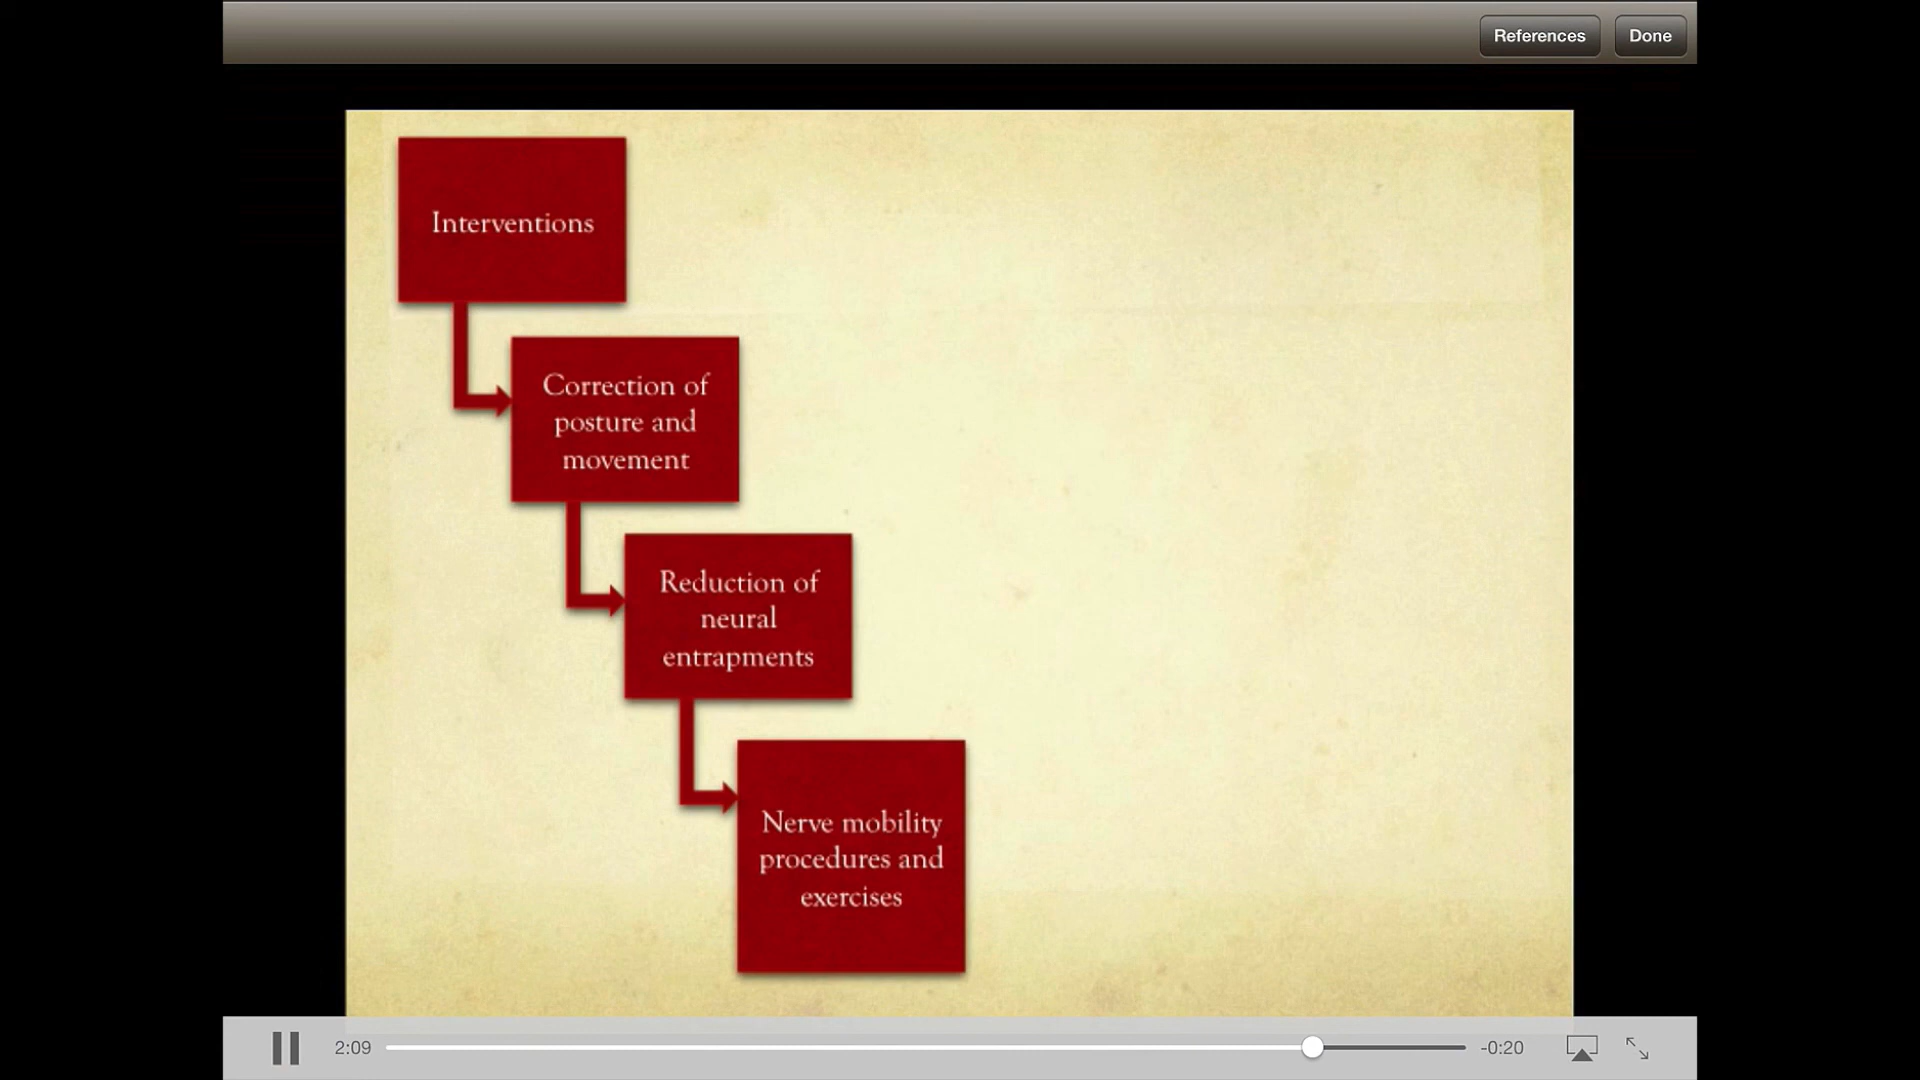 References
Done
Interventions
Correction of
posture and
movement
Reduction of
neural
entrapments
Nerve mobility
procedures and
exercises
2:09
-0:20